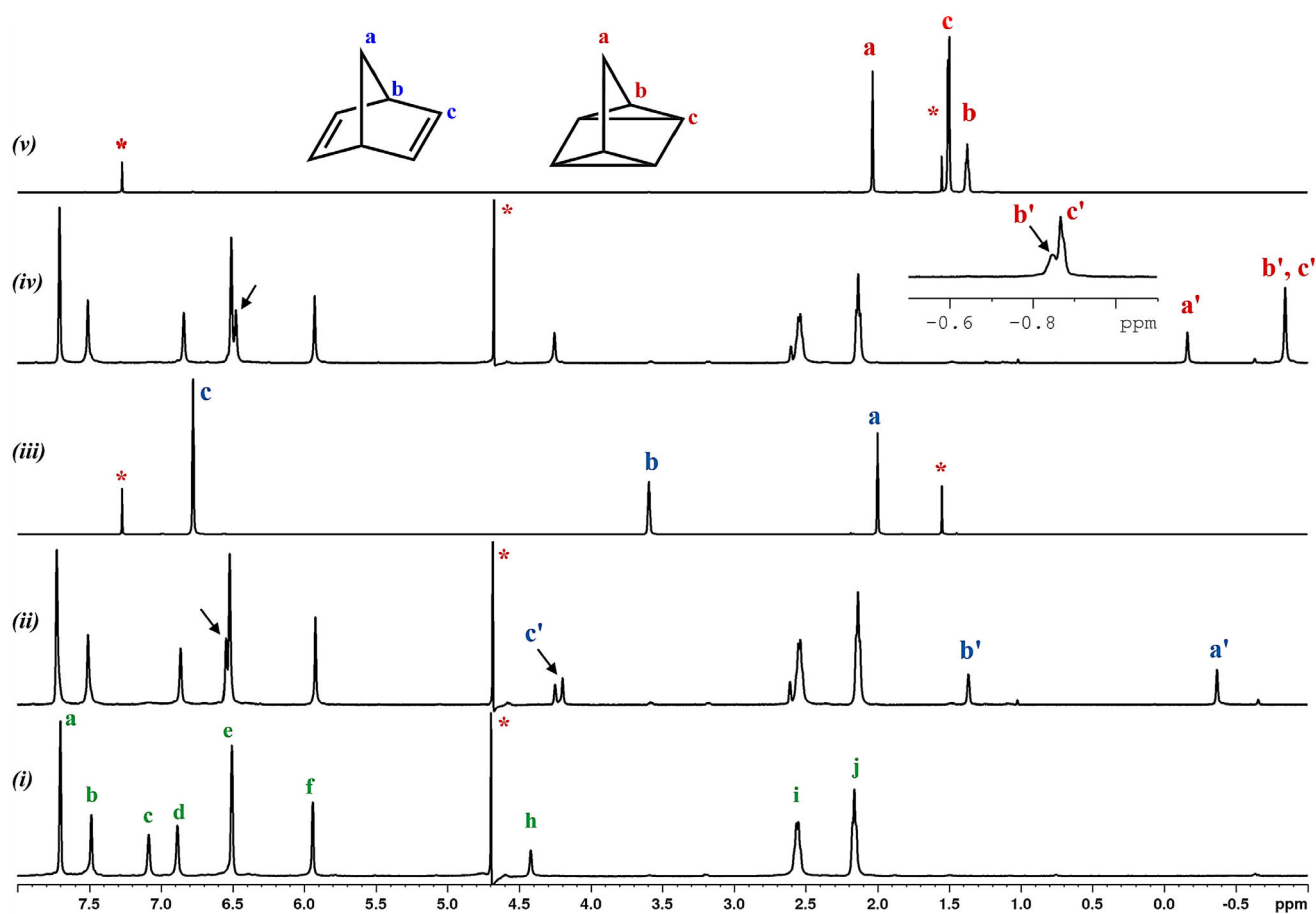 a
b
c
a
b
c
a
*
c
b
(v)
*
*
b'
c'
-0.6
-0.8
ppm
b', c'
a'
(iv)
c
b
a
*
*
(iii)
*
c'
b'
a'
(ii)
*
a
b
c
d
e
f
h
i
j
(i)
7.5 7.0 6.5 6.0 5.5 5.0 4.5 4.0 3.5 3.0 2.5 2.0 1.5 1.0 0.5 0.0 -0.5 ppm